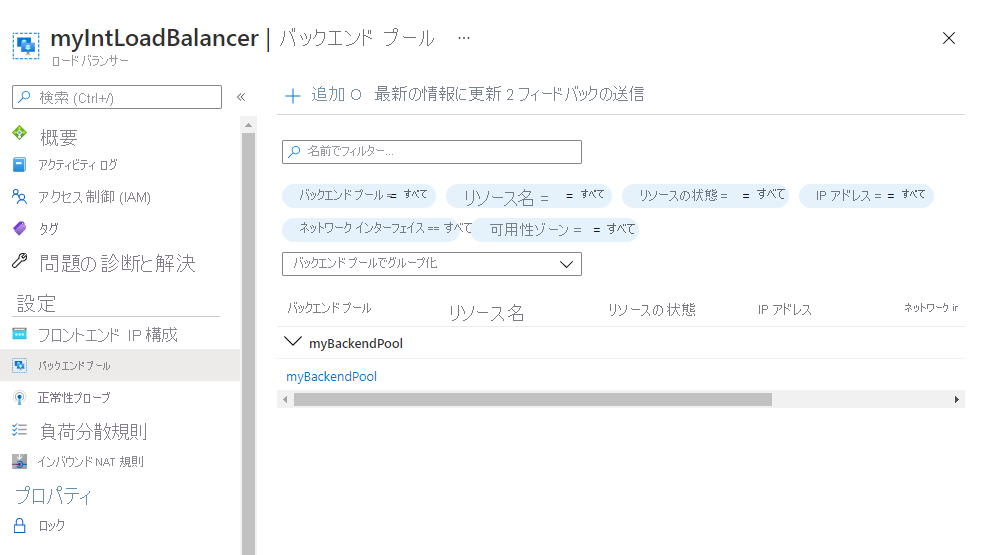 myIntLoadBalancer | バックエンド プール ...
ロード バランサー
検索 (Ctrl+/) «
概要
アクティビティ ログ
アクセス制御 (IAM)
タグ
問題の診断と解決
設定
フロントエンド IP 構成
バックエンド プール
正常性プローブ
負荷分散規則
インバウンド NAT 規則
プロパティ
ロック
+ 追加 O 最新の情報に更新 2 フィードバックの送信
名前でフィルター...
バックエンド プール == すべて リソース名 = = すべて リソースの状態 = = すべて IP アドレス = = すべて
ネットワーク インターフェイス == すべて 可用性ゾーン = = すべて
バックエンド プールでグループ化
バックエンド プール リソース名 リソースの状態 IP アドレス ネットワーク ir
myBackendPool
myBackendPool